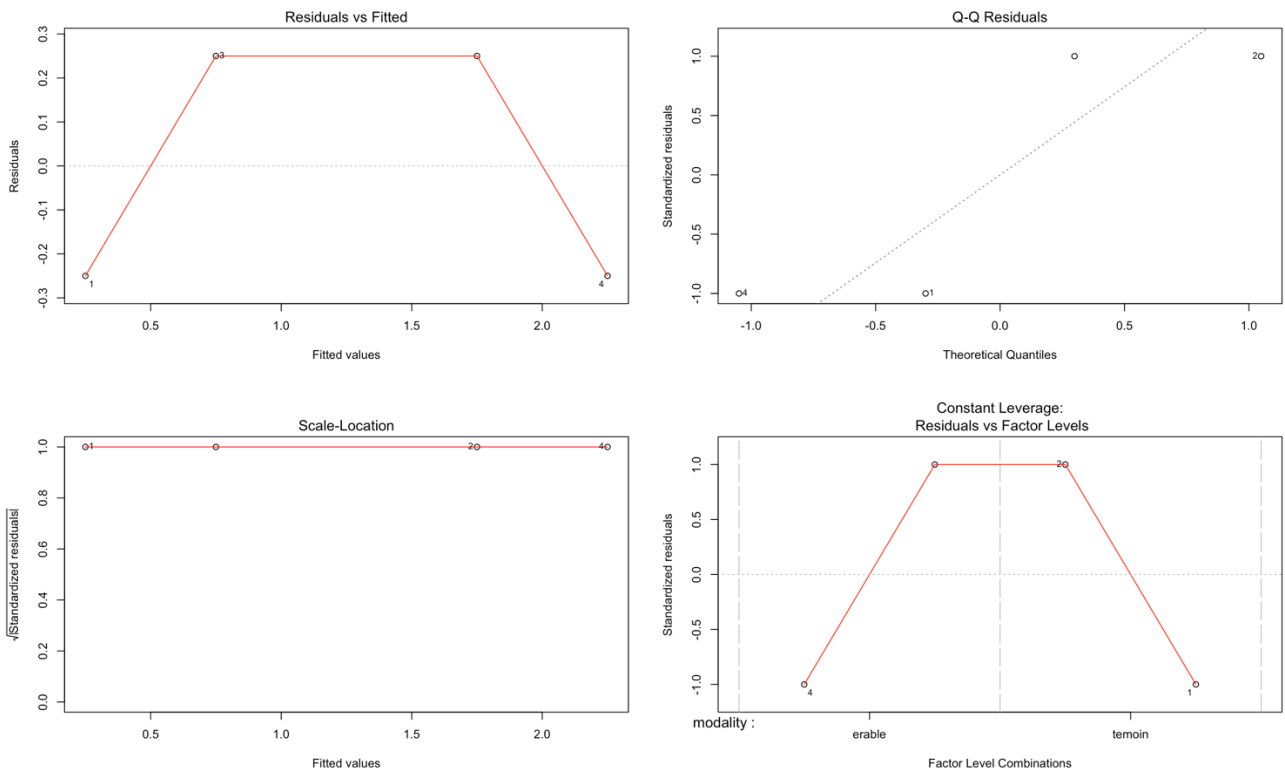 Residuals vs Fitted
Residuals
0.3
0.2
0.1
0.0
-0.1
-0.2
-0.3
3
1
4
0.5 1.0 1.5 2.0
Fitted values
Q-Q Residuals
Standardized residuals
1.0
0.5
0.0
-0.5
-1.0
2
4
1
-1.0 -0.5 0.0 0.5 1.0
Theoretical Quantiles
Scale-Location
√|Standardized residuals|
1.0
0.8
0.6
0.4
0.2
0.0
1
2
4
0.5 1.0 1.5 2.0
Fitted values
Constant Leverage:
Residuals vs Factor Levels
Standardized residuals
1.0
0.5
0.0
-0.5
-1.0
2
4
1
modality :
erable temoin
Factor Level Combinations